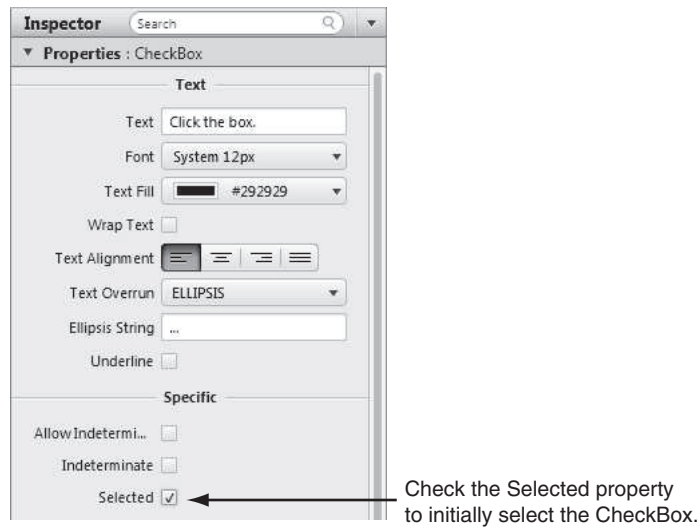 Inspector Search
Properties : CheckBox
Text
Text Click the box.
Font System 12px
Text Fill #292929
Wrap Text
Text Alignment
Text Overrun ELLIPSIS
Ellipsis String ...
Underline
Specific
Allow Indetermi...
Indeterminate
Selected
Check the Selected property
to initially select the CheckBox.